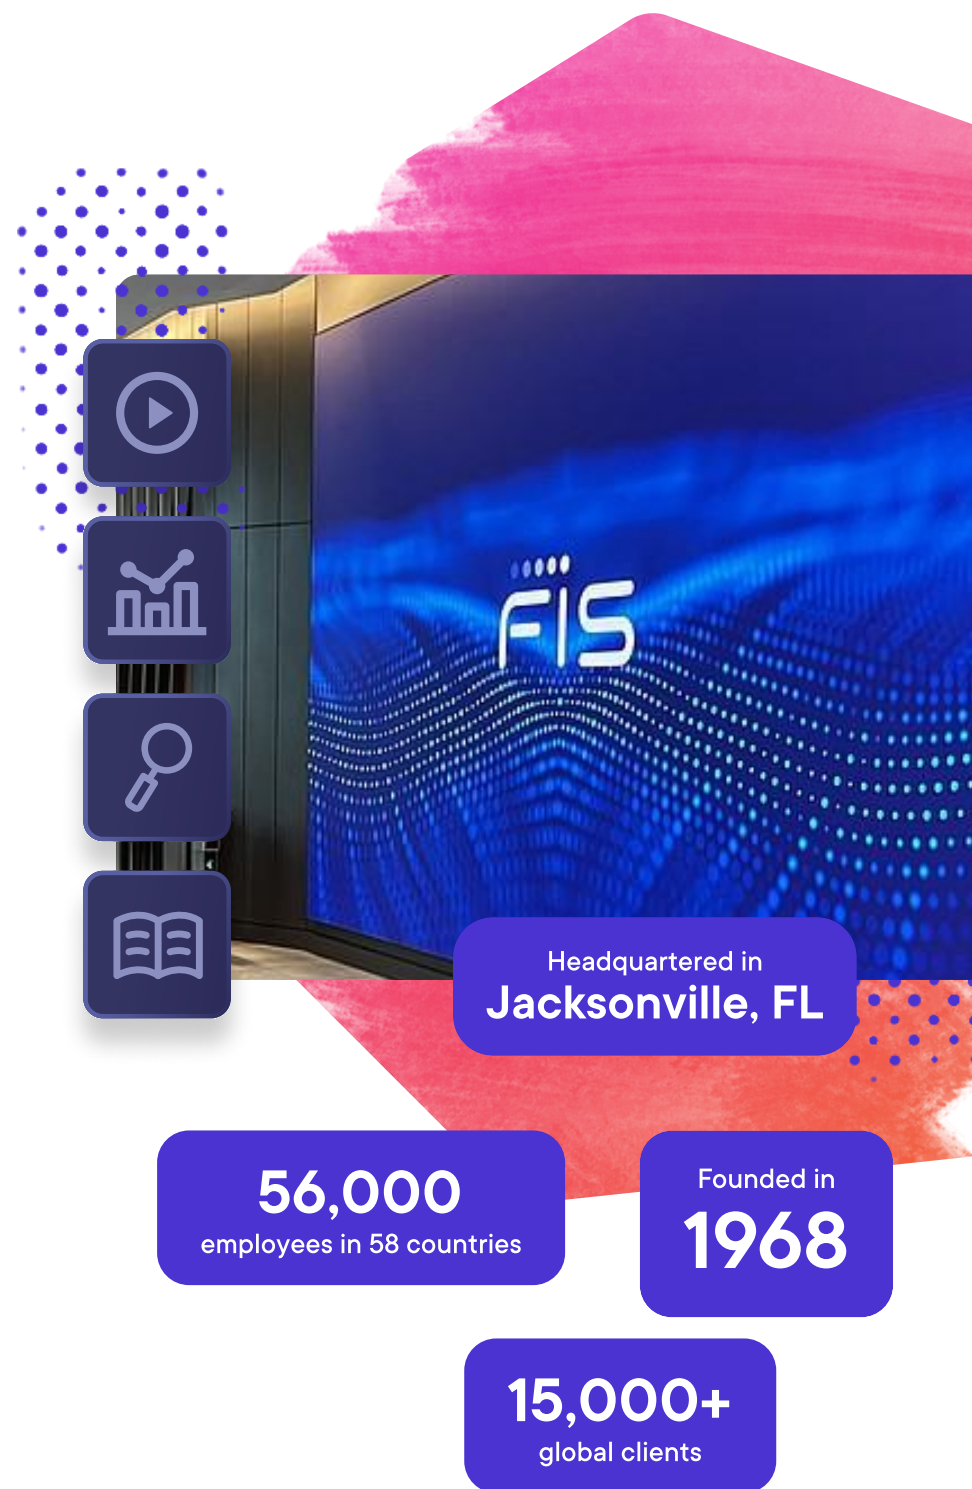 FIS
Headquartered in
Jacksonville, FL
56,000
employees in 58 countries
Founded in
1968
15,000+
global clients